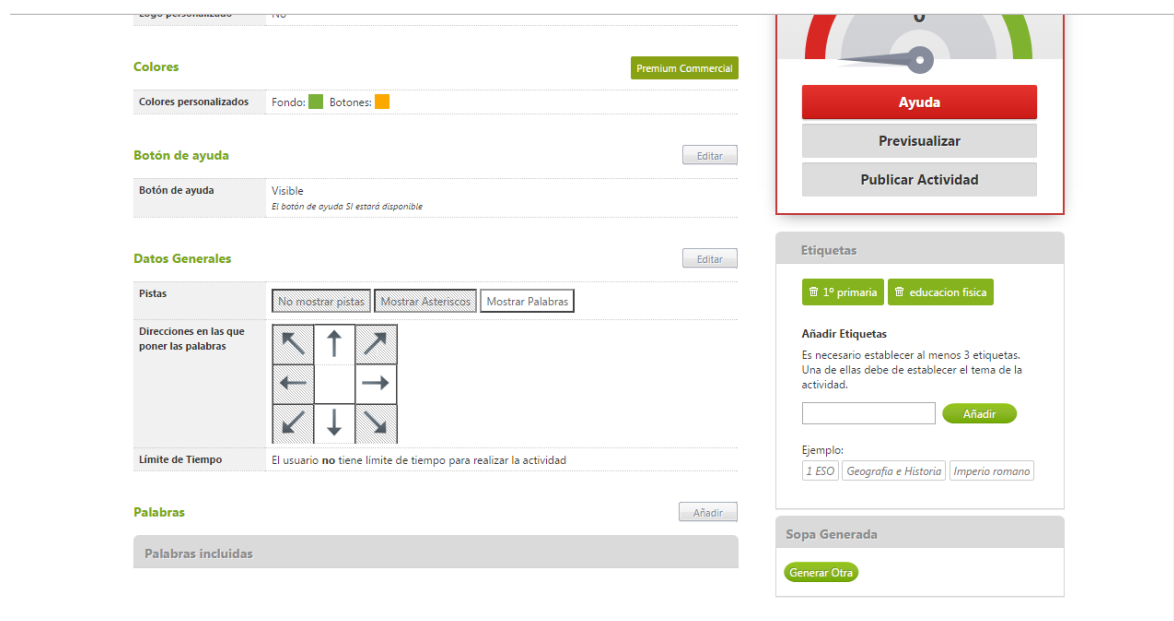 Logo personalizado No
Colores
Premium Commercial
Colores personalizados Fondo: Botones:
Botón de ayuda
Editar
Botón de ayuda Visible
El botón de ayuda SI estará disponible
Datos Generales
Editar
Pistas No mostrar pistas Mostrar Asteriscos Mostrar Palabras
Direcciones en las que
poner las palabras
Límite de Tiempo El usuario no tiene límite de tiempo para realizar la actividad
Palabras
Añadir
Palabras incluidas
0
Ayuda
Previsualizar
Publicar Actividad
Etiquetas
1º primaria educacion fisica
Añadir Etiquetas
Es necesario establecer al menos 3 etiquetas.
Una de ellas debe de establecer el tema de la
actividad.
Añadir
Ejemplo:
1 ESO Geografia e Historia Imperio romano
Sopa Generada
Generar Otra